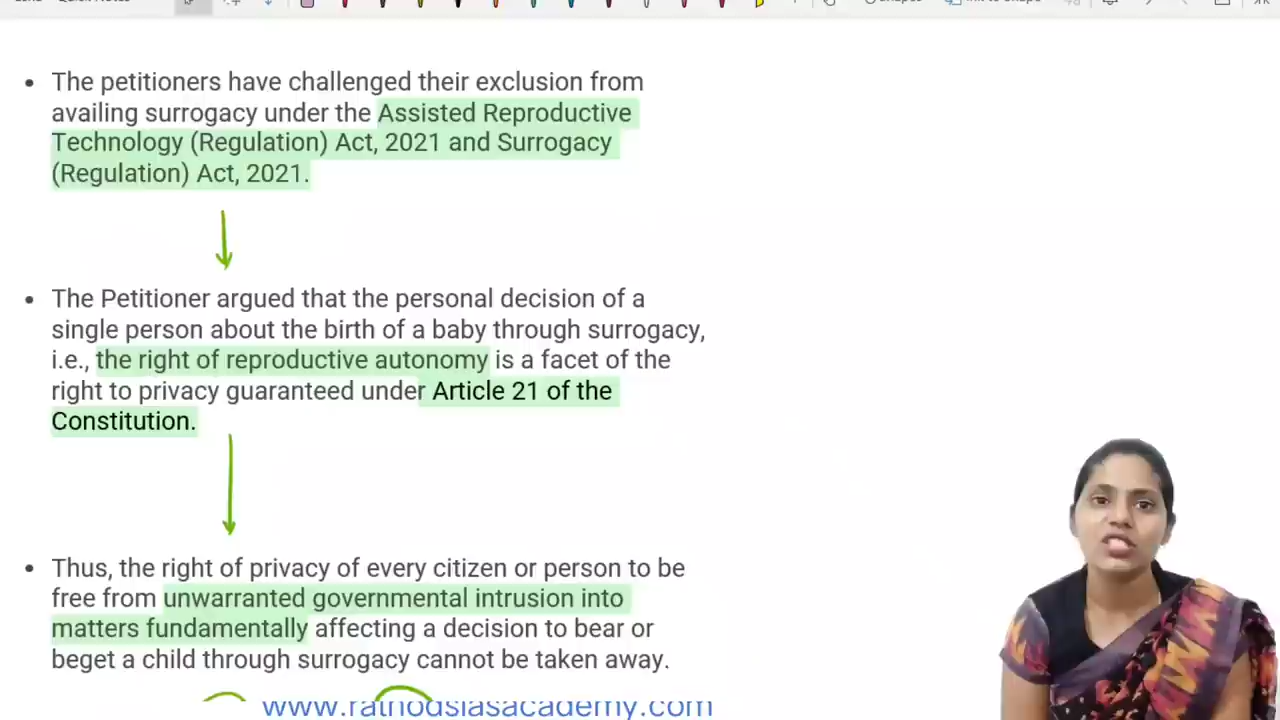 • The petitioners have challenged their exclusion from
availing surrogacy under the Assisted Reproductive
Technology (Regulation) Act, 2021 and Surrogacy
(Regulation) Act, 2021.
• The Petitioner argued that the personal decision of a
single person about the birth of a baby through surrogacy,
i.e., the right of reproductive autonomy is a facet of the
right to privacy guaranteed under Article 21 of the
Constitution.
• Thus, the right of privacy of every citizen or person to be
free from unwarranted governmental intrusion into
matters fundamentally affecting a decision to bear or
beget a child through surrogacy cannot be taken away.
www.rathodsiasacademy.com